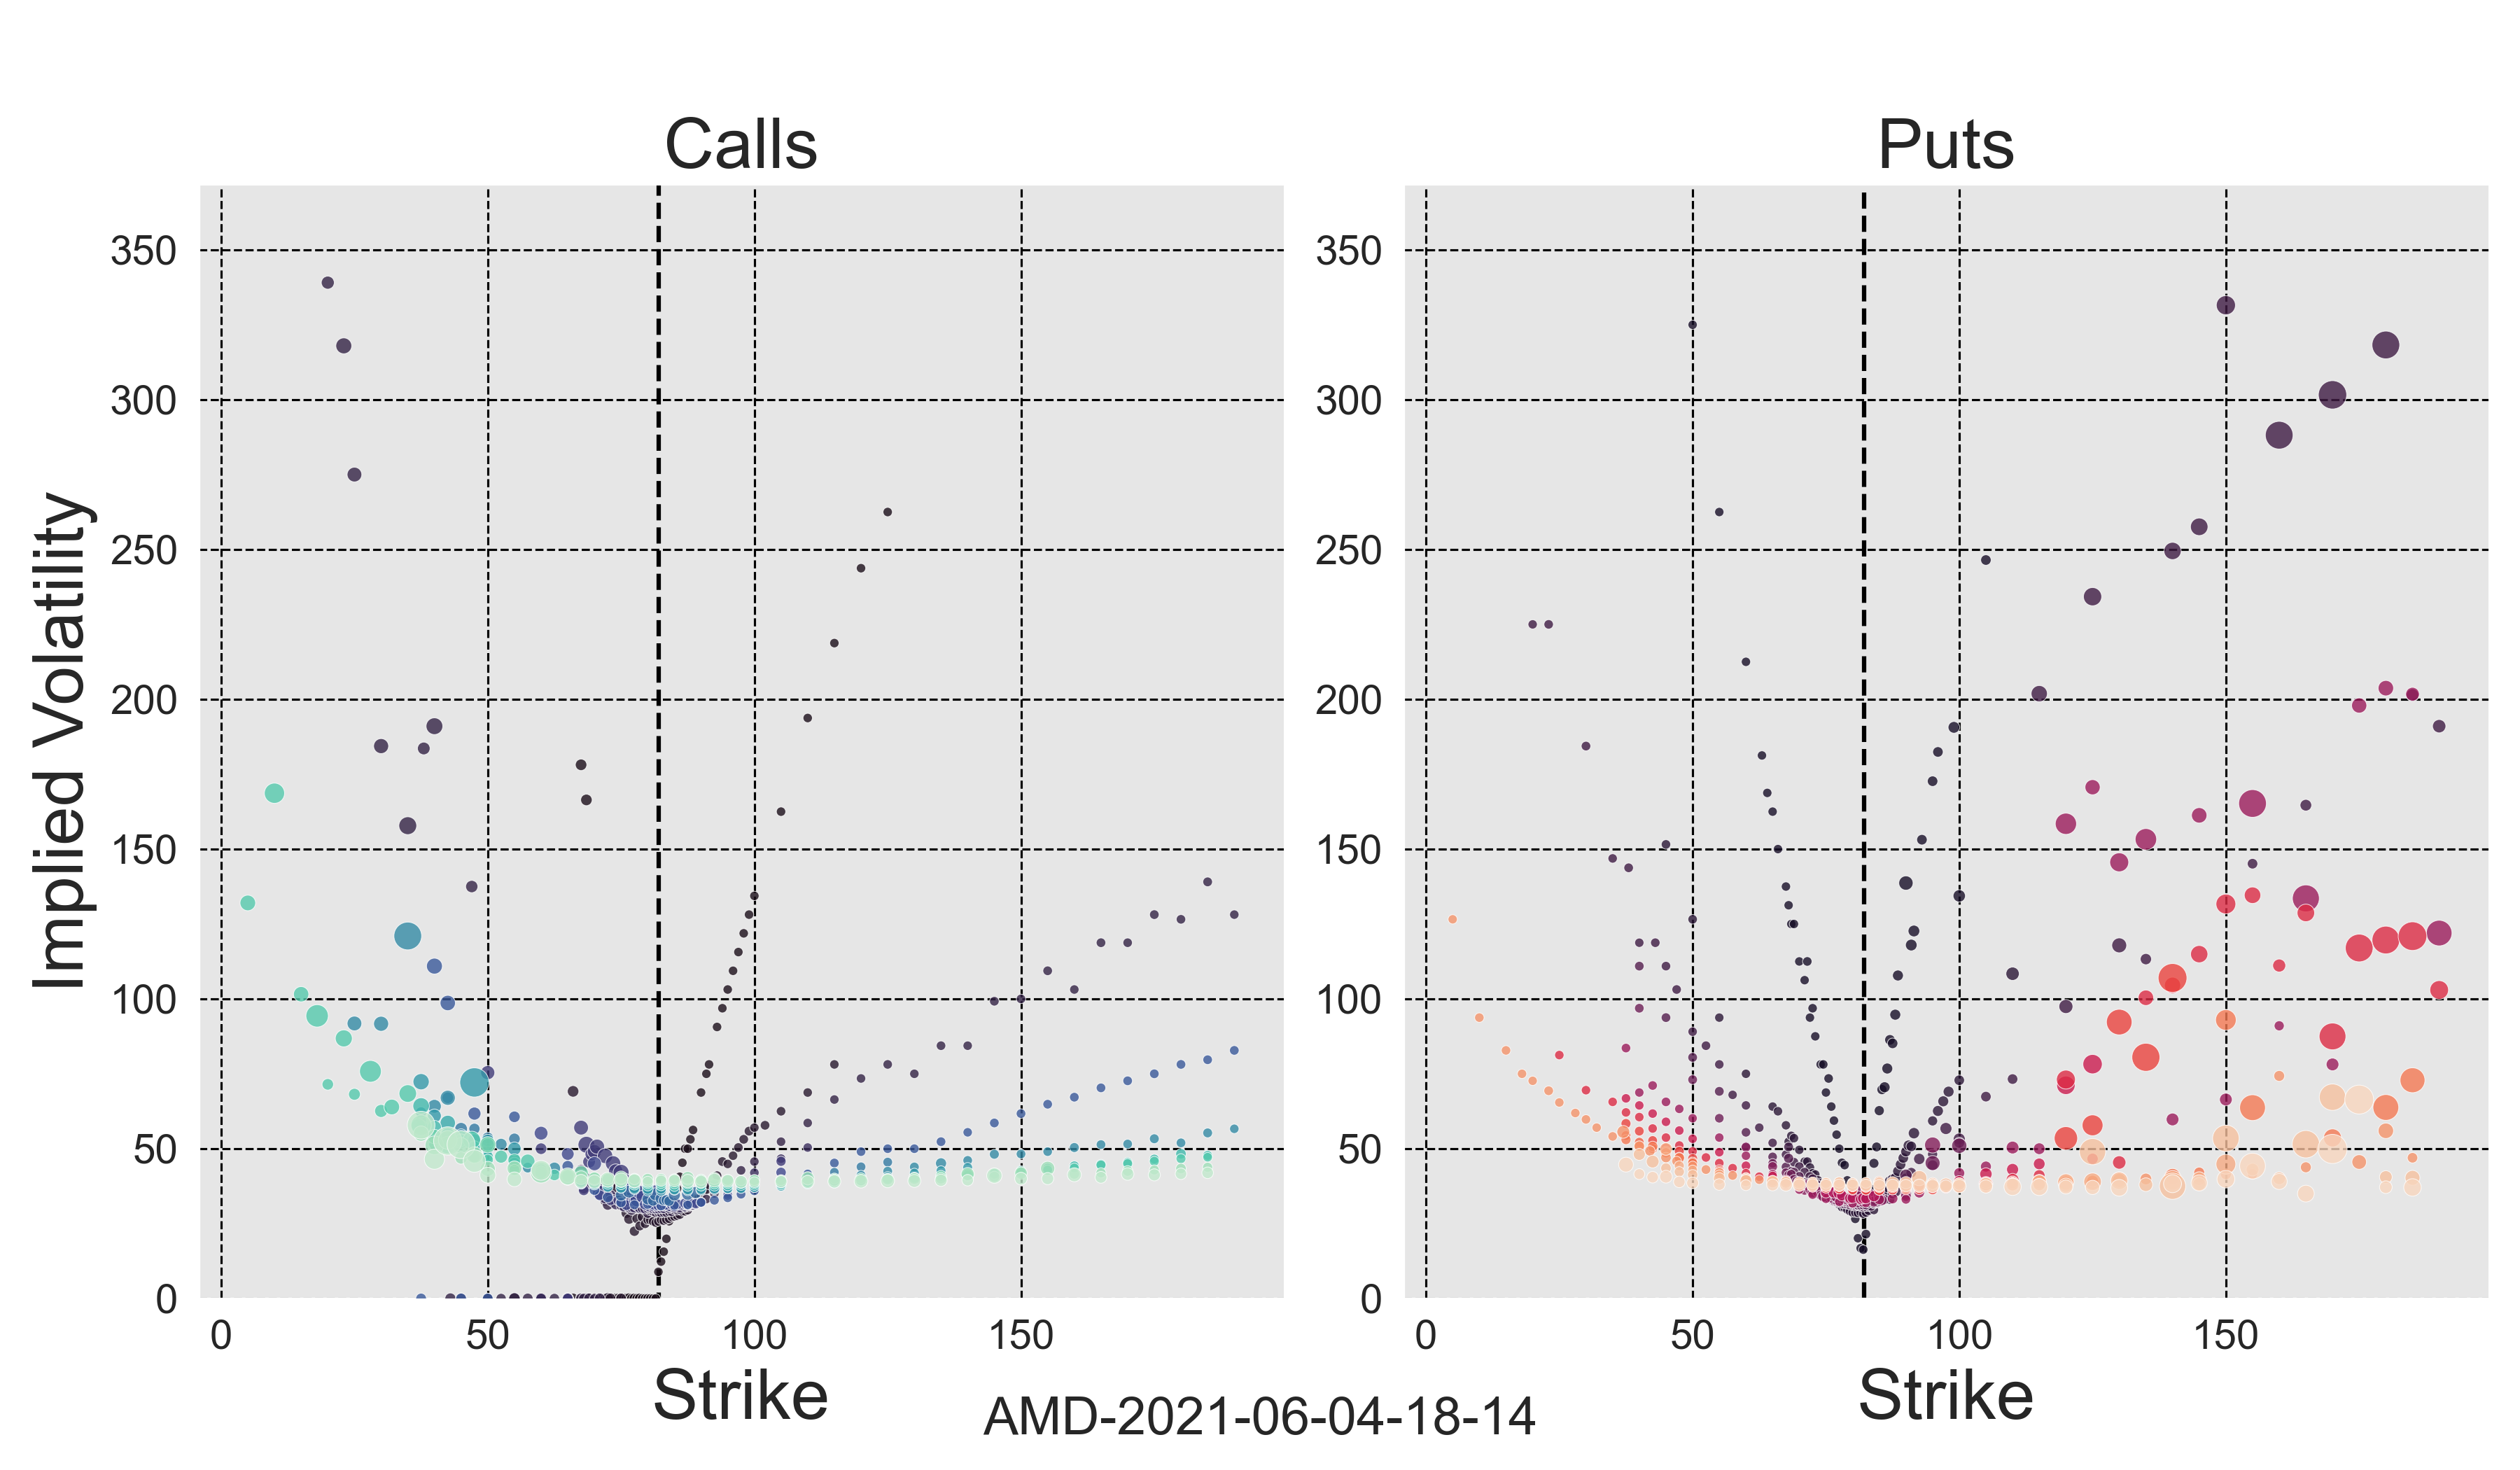 Calls Puts
350 350
300 300
250 250
200 200
150 150
100 100
50 50
0 0
Implied Volatility
0 50 100 150 0 50 100 150
Strike Strike
AMD-2021-06-04-18-14